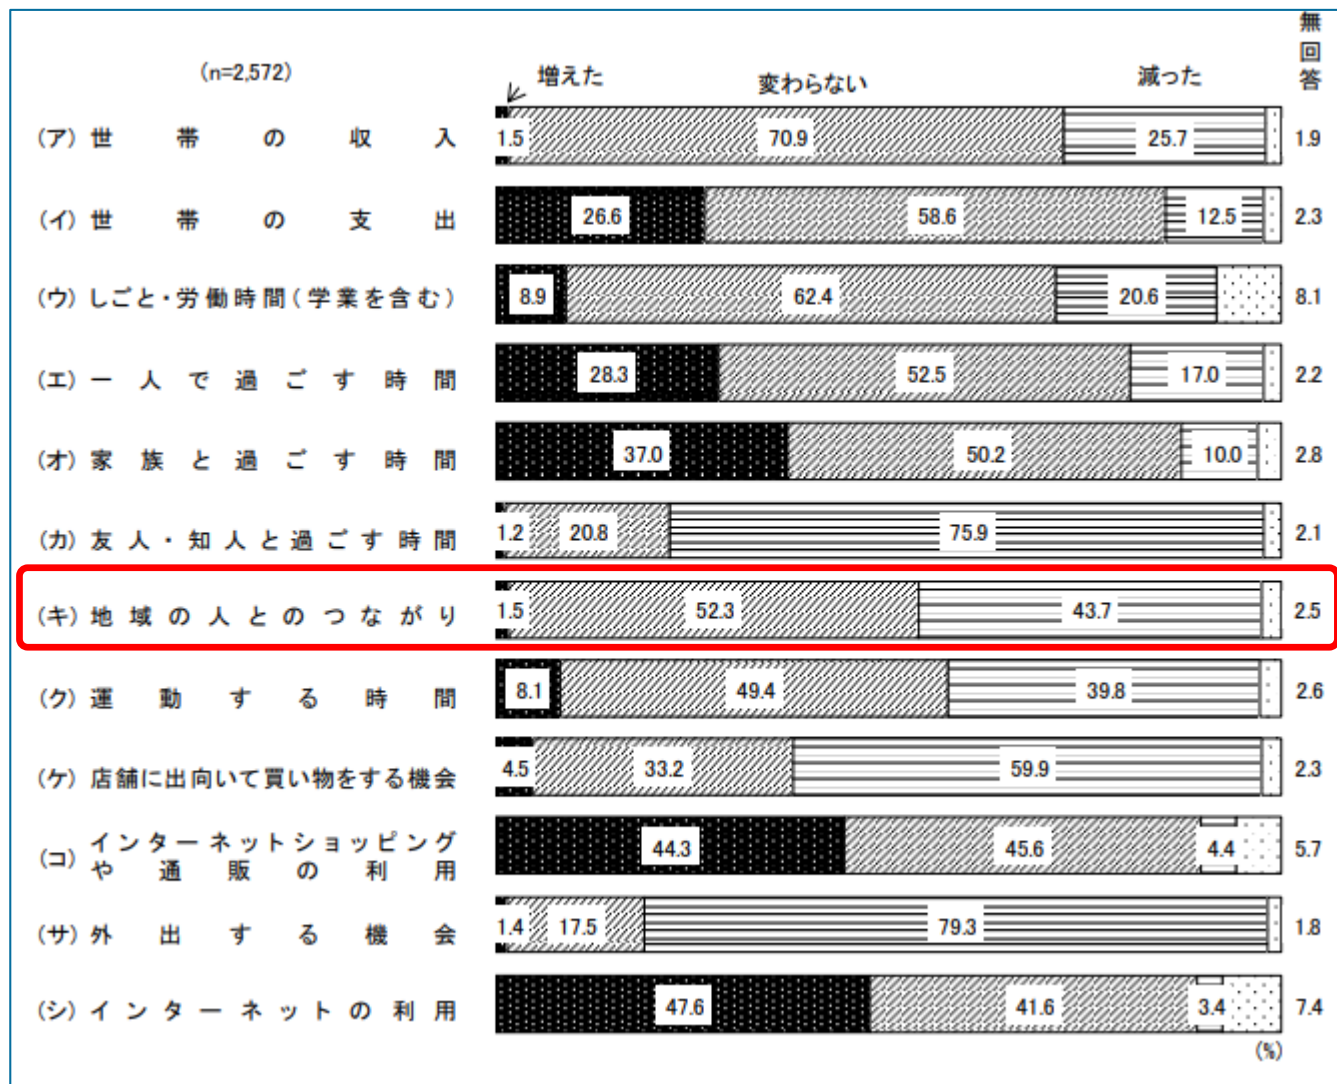 無回答
(n=2,572) 増えた 変わらない 減った
(ア) 世帯の収入 1.5 70.9 25.7 1.9
(イ) 世帯の支出 26.6 58.6 12.5 2.3
(ウ) しごと・労働時間(学業を含む) 8.9 62.4 20.6 8.1
(エ) 一人で過ごす時間 28.3 52.5 17.0 2.2
(オ) 家族と過ごす時間 37.0 50.2 10.0 2.8
(カ) 友人・知人と過ごす時間 1.2 20.8 75.9 2.1
(キ) 地域の人とのつながり 1.5 52.3 43.7 2.5
(ク) 運動する時間 8.1 49.4 39.8 2.6
(ケ) 店舗に出向いて買い物をする機会 4.5 33.2 59.9 2.3
(コ) インターネットショッピング
や通販の利用 44.3 45.6 4.4 5.7
(サ) 外出する機会 1.4 17.5 79.3 1.8
(シ) インターネットの利用 47.6 41.6 3.4 7.4
(%)